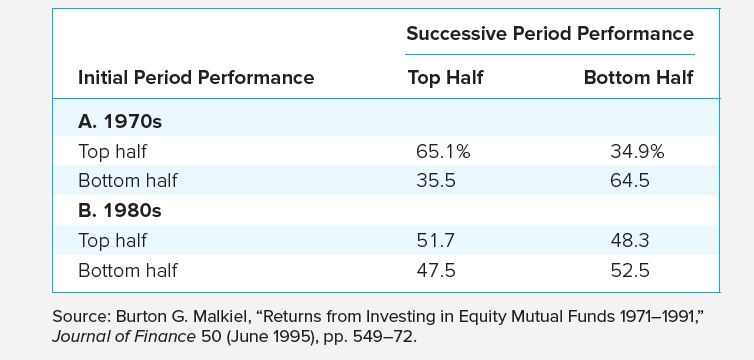 Successive Period Performance
Initial Period Performance Top Half Bottom Half
A. 1970s
Top half 65.1% 34.9%
Bottom half 35.5 64.5
B. 1980s
Top half 51.7 48.3
Bottom half 47.5 52.5
Source: Burton G. Malkiel, “Returns from Investing in Equity Mutual Funds 1971–1991,”
Journal of Finance 50 (June 1995), pp. 549–72.